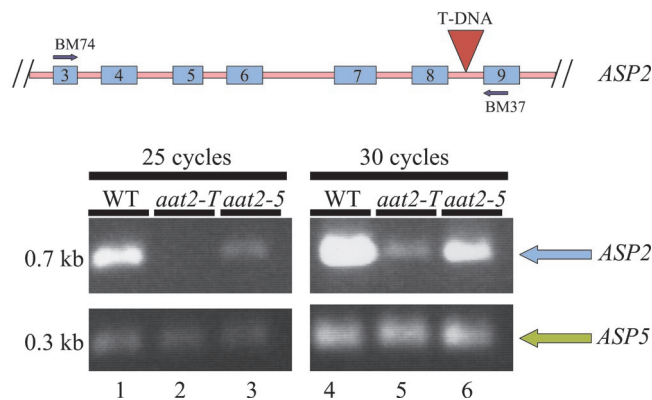 T-DNA
BM74
// 3 4 5 6 7 8 9 // ASP2
BM37
25 cycles 30 cycles
WT aat2-T aat2-5 WT aat2-T aat2-5
0.7 kb ASP2
0.3 kb ASP5
1 2 3 4 5 6